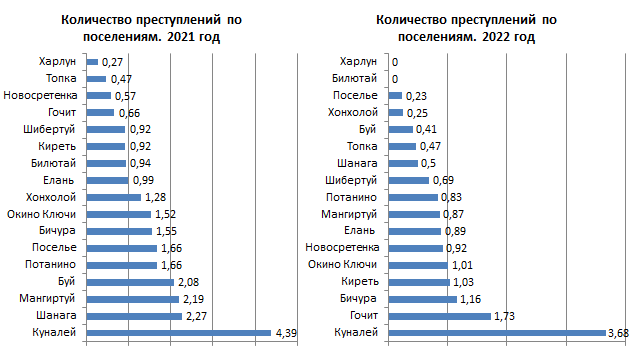 Количество преступлений по
поселениям. 2021 год
Харлун 0,27
Топка 0,47
Новосретенка 0,57
Гочит 0,66
Шибертуй 0,92
Киреть 0,92
Билютай 0,94
Елань 0,99
Хонхолой 1,28
Окино Ключи 1,52
Бичура 1,55
Поселье 1,66
Потанино 1,66
Буй 2,08
Мангиртуй 2,19
Шанага 2,27
Куналей 4,39
Количество преступлений по
поселениям. 2022 год
Харлун 0
Билютай 0
Поселье 0,23
Хонхолой 0,25
Буй 0,41
Топка 0,47
Шанага 0,5
Шибертуй 0,69
Потанино 0,83
Мангиртуй 0,87
Елань 0,89
Новосретенка 0,92
Окино Ключи 1,01
Киреть 1,03
Бичура 1,16
Гочит 1,73
Куналей 3,68